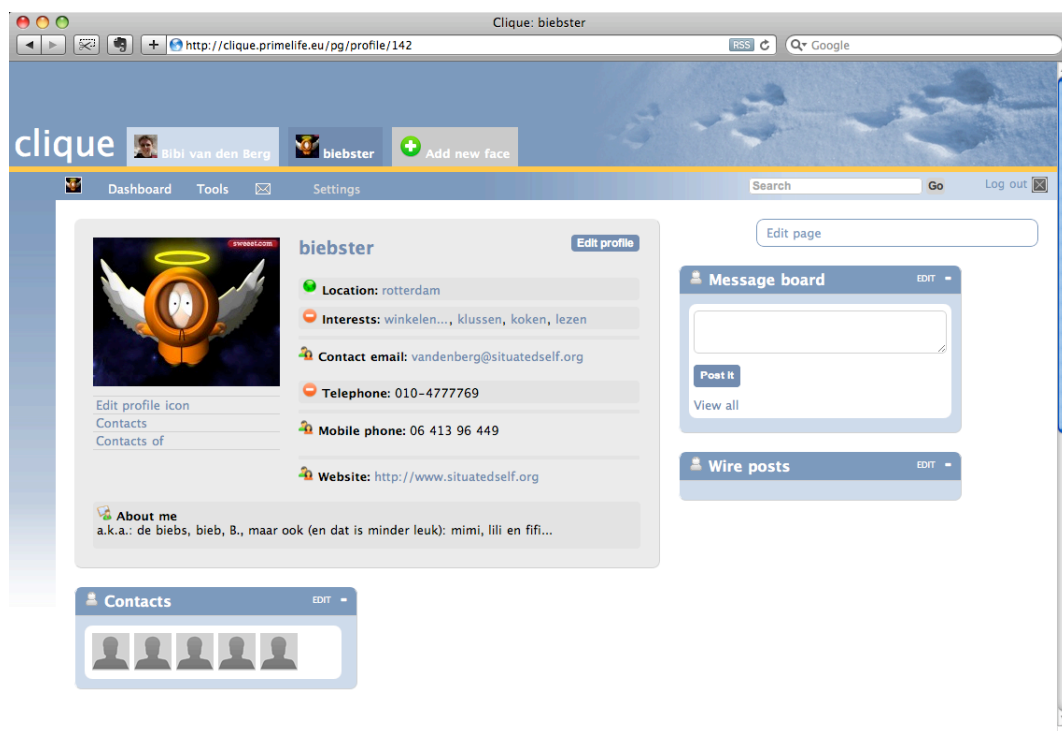 Clique: biebster
http://clique.primelife.eu/pg/profile/142
RSS
Google
clique
Bibi van den Berg
biebster
Add new face
Dashboard Tools Settings
Search
Go
Log out
sweeet.com
biebster
Edit profile
Location: rotterdam
Interests: winkelen..., klussen, koken, lezen
Contact email: vandenberg@situatedself.org
Telephone: 010-4777769
Mobile phone: 06 413 96 449
Website: http://www.situatedself.org
Edit profile icon
Contacts
Contacts of
About me
a.k.a.: de biebs, bieb, B., maar ook (en dat is minder leuk): mimi, lili en fifi...
Contacts
EDIT
Edit page
Message board
EDIT
Post it
View all
Wire posts
EDIT